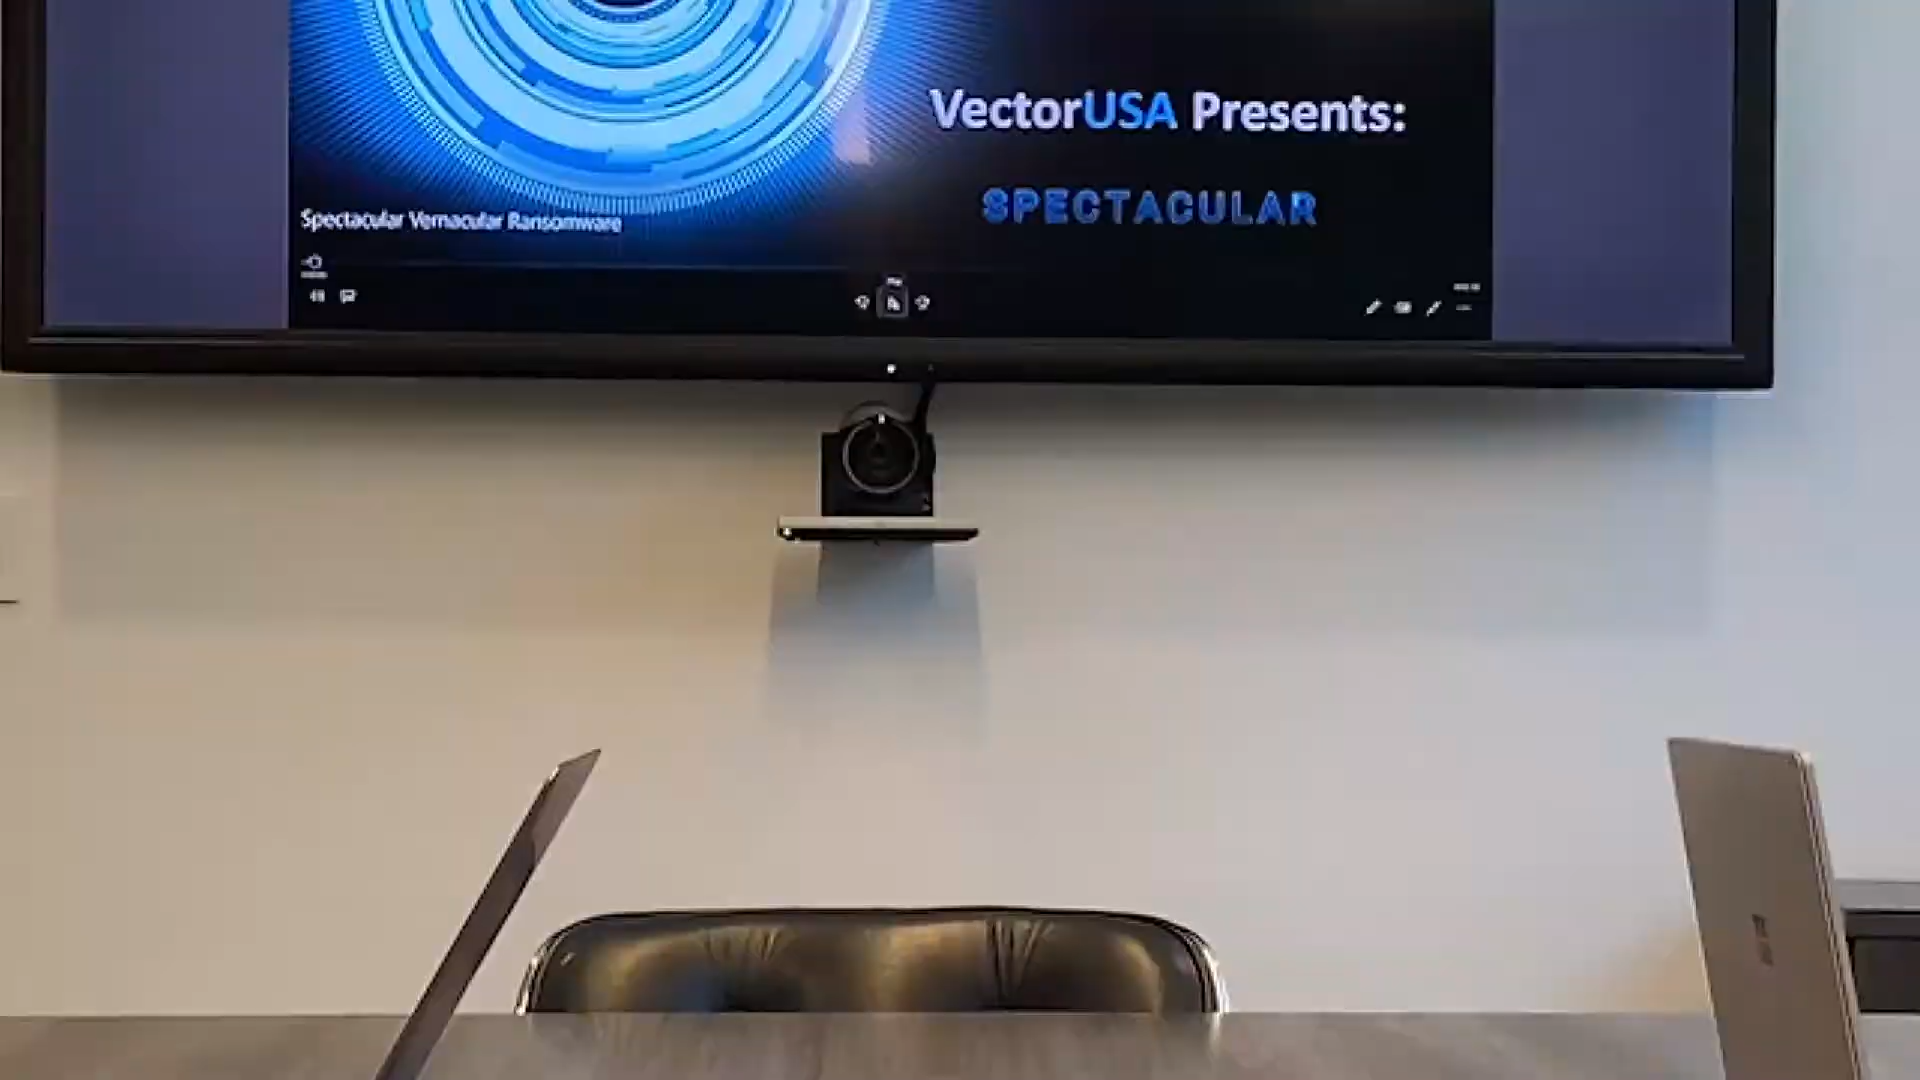 VectorUSA Presents:
SPECTACULAR
Spectacular Vernacular Ransomware